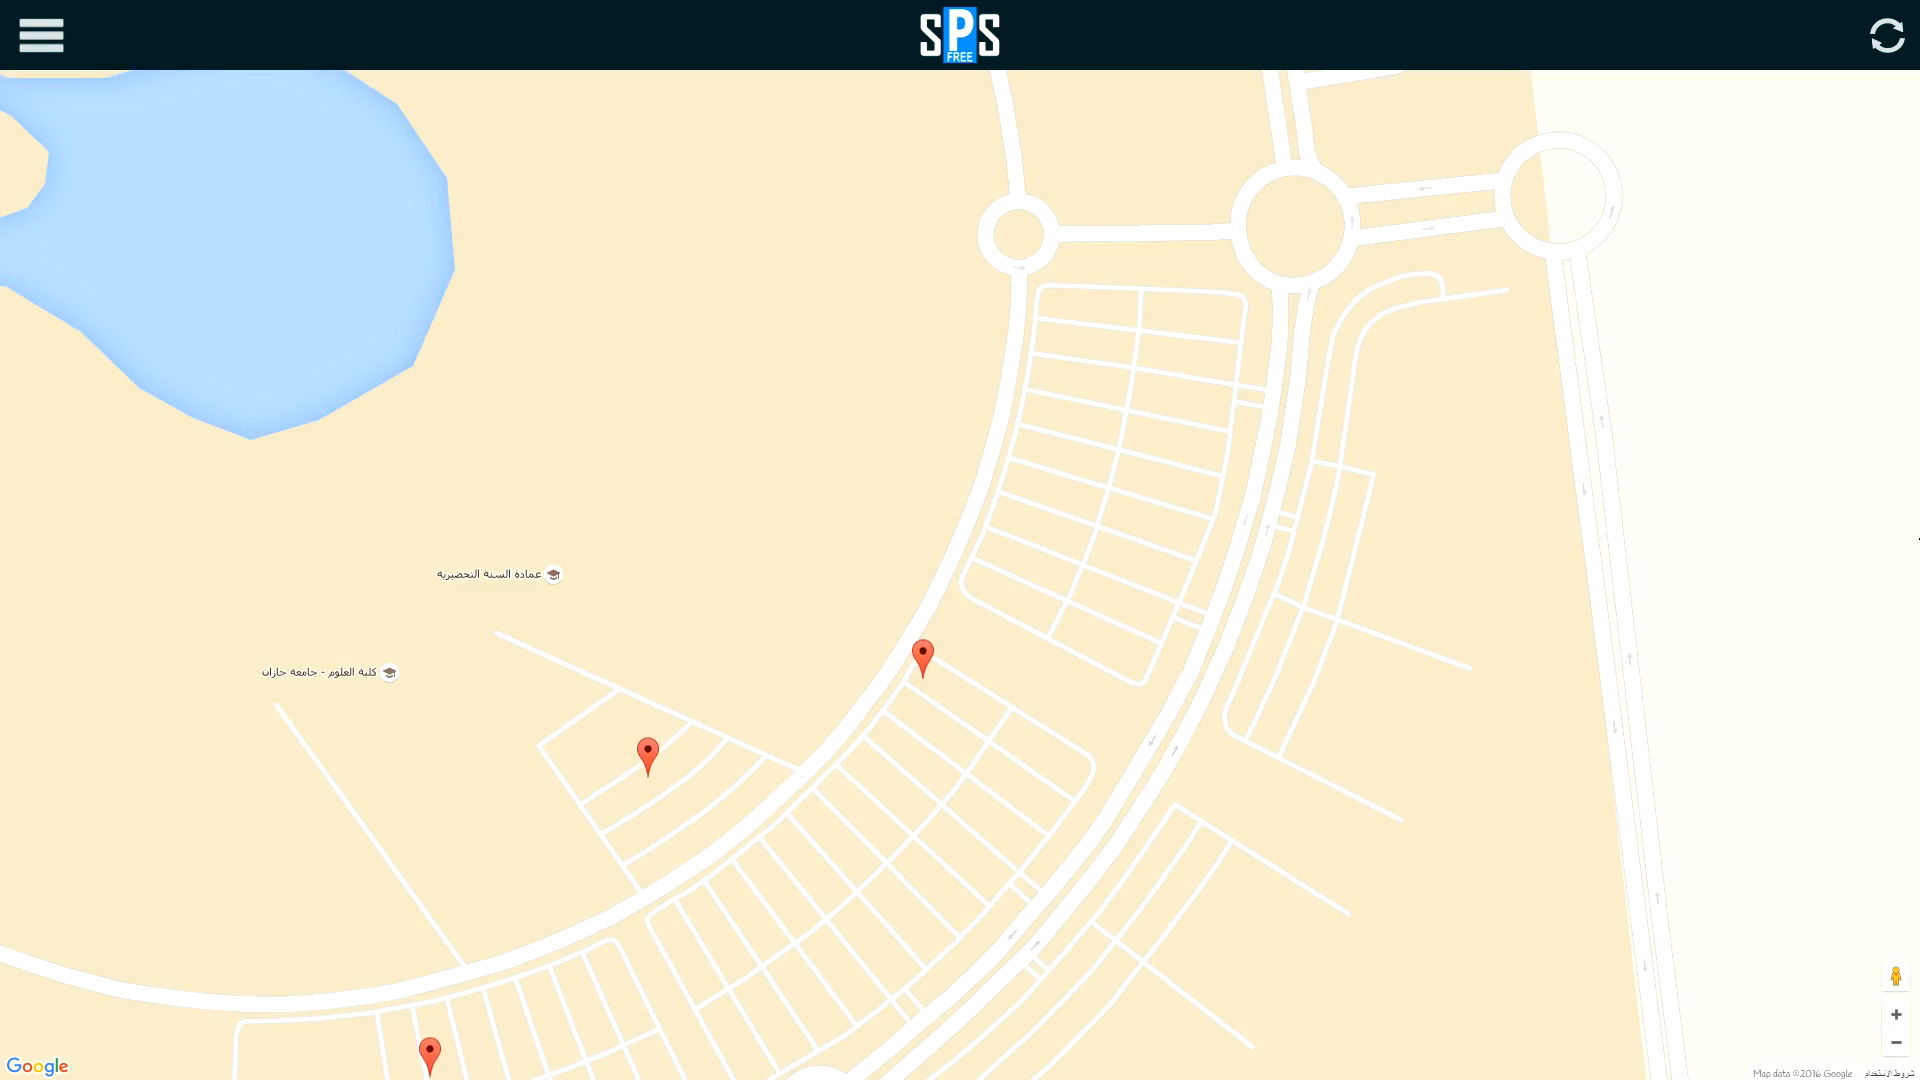 SPS
FREE
عمادة السنة التحضيرية
كلية العلوم - جامعة جازان
Google
Map data ©2016 Google شروط الاستخدام